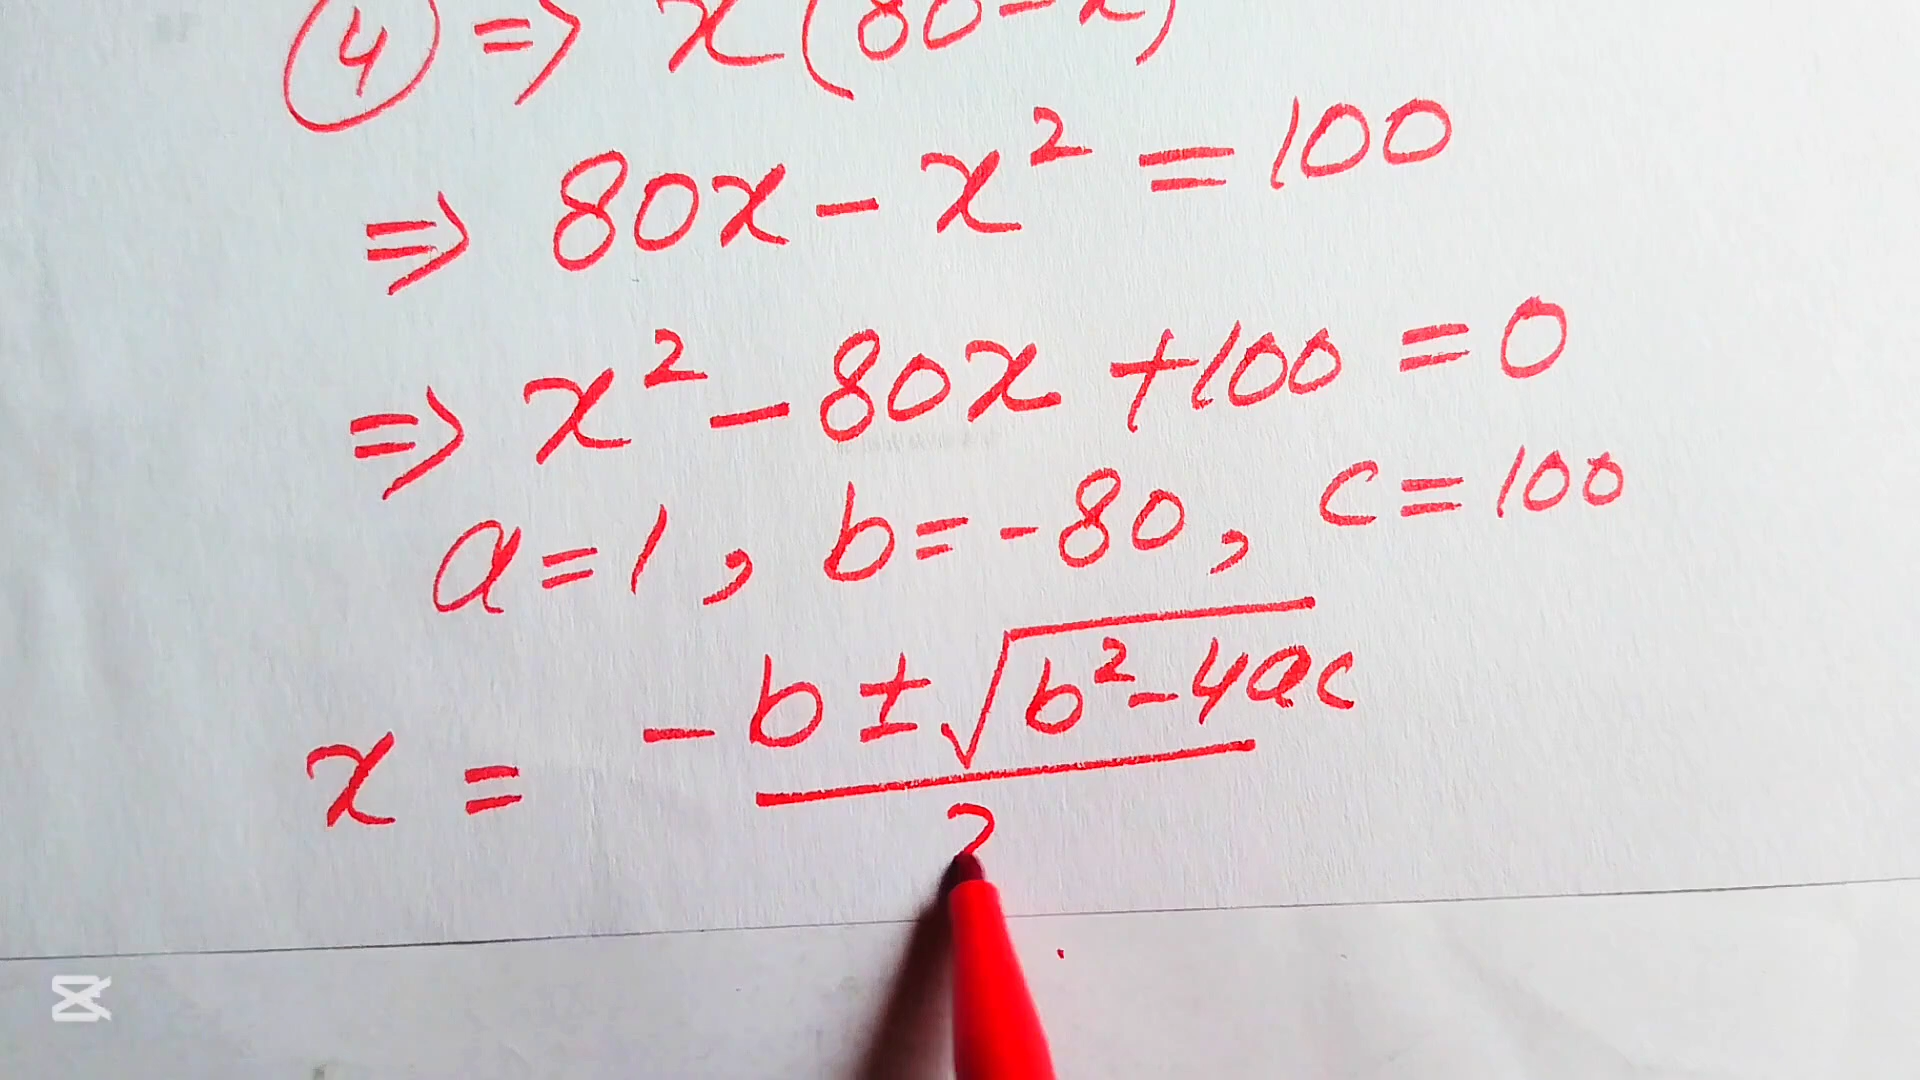 ④ => x(80-x)
=> 80x - x² = 100
=> x² - 80x + 100 = 0
a = 1, b = -80, c = 100
x = (-b ± √(b² - 4ac)) / 2